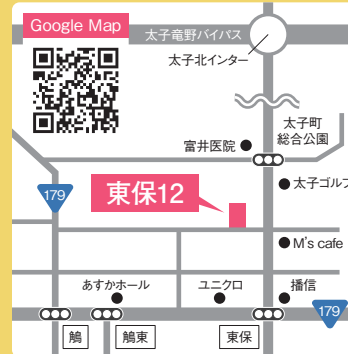 Google Map
太子竜野バイパス
太子北インター
太子町
総合公園
富井医院
太子ゴルフ
179
東保12
M's cafe
あすかホール
ユニクロ
播信
179
鵤
鵤東
東保